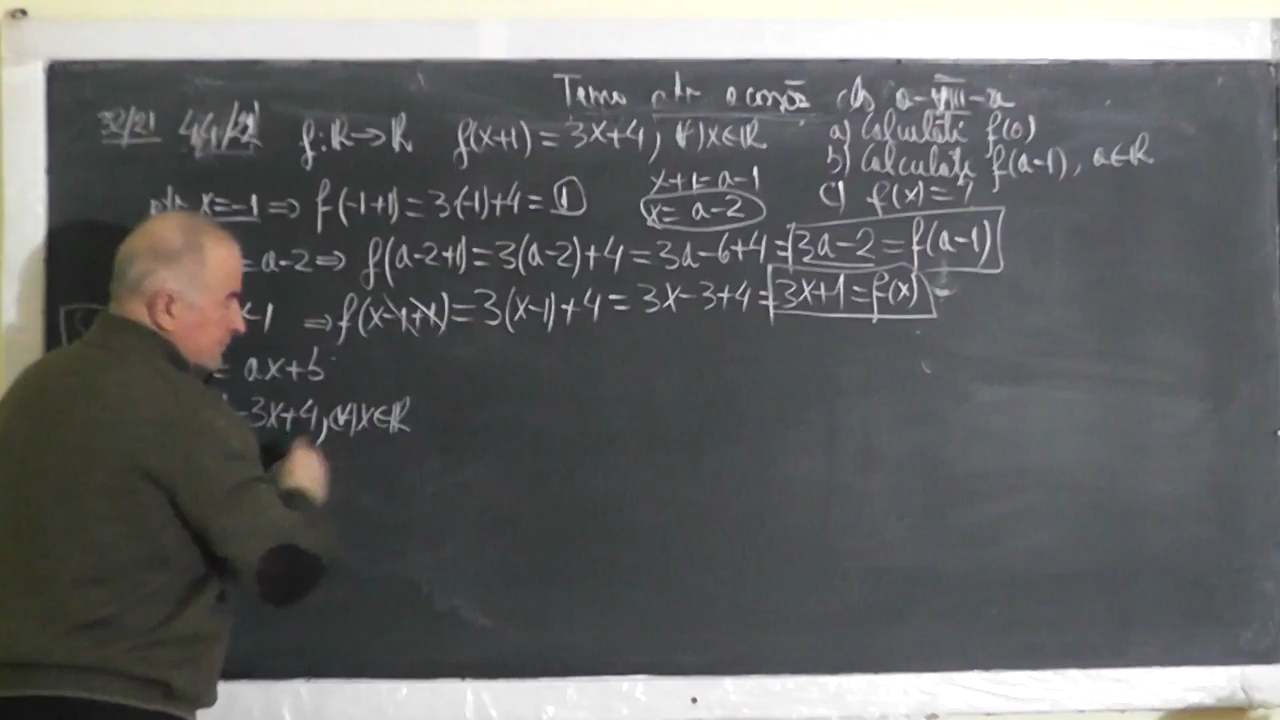 Tema ptr acasă cls a-VIII-a
32/21 44/22 f:ℝ→ℝ f(x+1)=3x+4, (∀)x∈ℝ a) Calculati f(0)
b) Calculati f(a-1), a∈ℝ
c) f(x)=
x+1=a-1
ptr x=-1 ⇒ f(-1+1)=3(-1)+4=1 x=a-2
=a-2 ⇒ f(a-2+1)=3(a-2)+4=3a-6+4=3a-2=f(a-1)
-1 ⇒ f(x-1+1)=3(x-1)+4=3x-3+4=3x+1=f(x)
= ax+b
3x+4, (∀)x∈ℝ